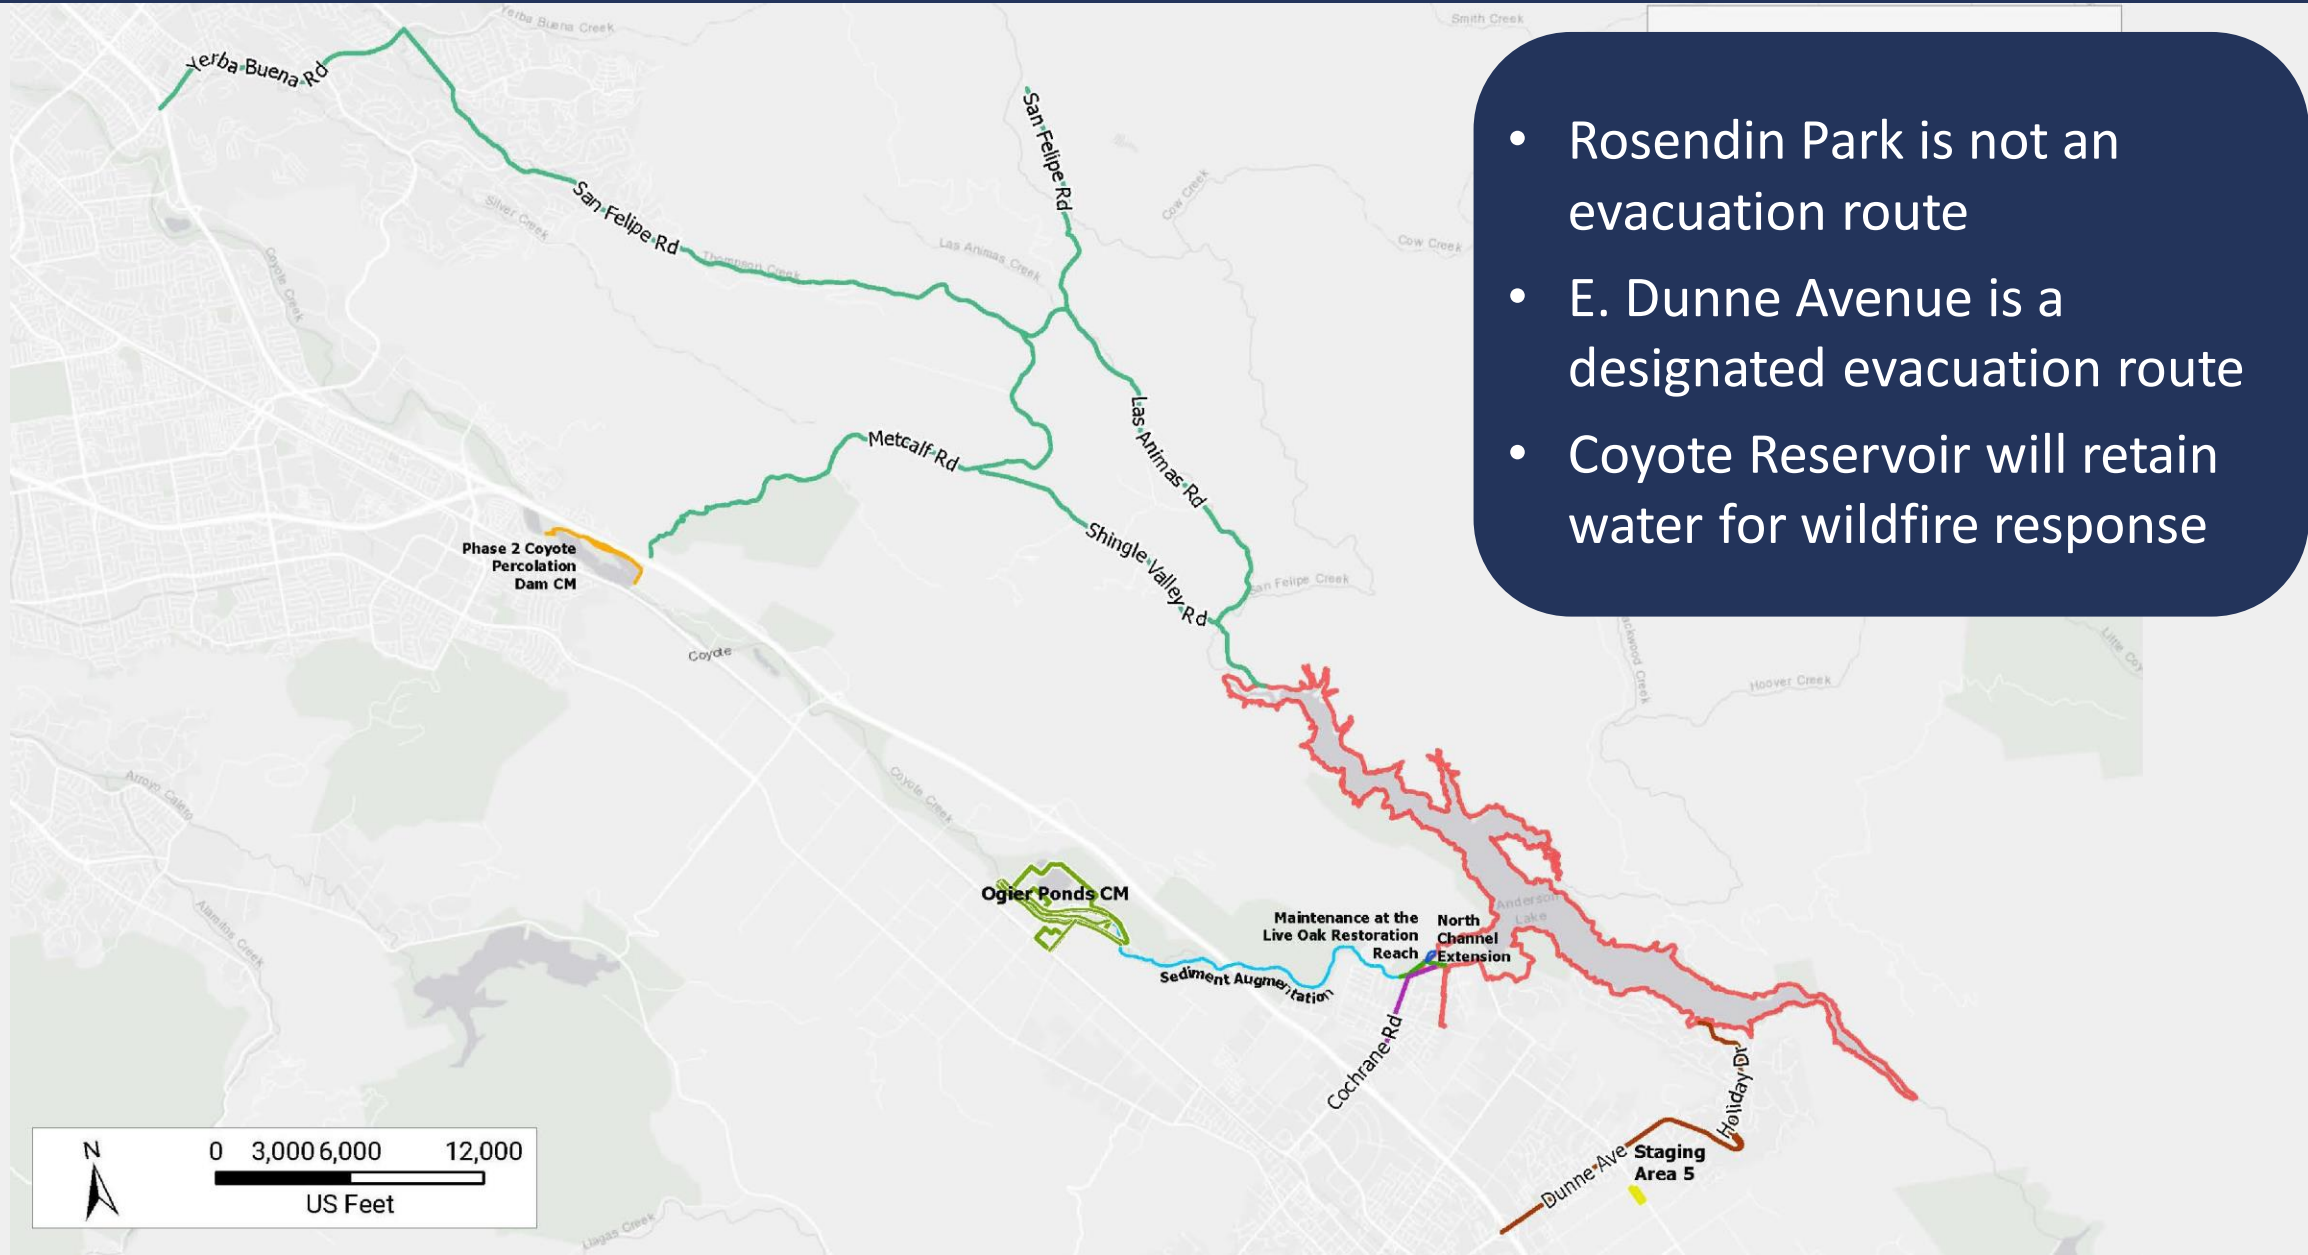 Yerba Buena Creek
Smith Creek
Yerba Buena Rd
San Felipe Rd
Cow Creek
Silver Creek
San Felipe Rd
Thompson Creek
Las Animas Creek
Cow Creek
Coyote Creek
• Rosendin Park is not an
evacuation route
• E. Dunne Avenue is a
designated evacuation route
• Coyote Reservoir will retain
water for wildfire response
Las Animas Rd
Metcalf Rd
Shingle Valley Rd
San Felipe Creek
Phase 2 Coyote
Percolation
Dam CM
Coyote
Hoover Creek
Arroyo Calero
Coyote Creek
Alamitos Creek
Ogier Ponds CM
Anderson
Lake
Maintenance at the
Live Oak Restoration
Reach
North
Channel
Extension
Sediment Augmentation
Cochrane Rd
Holiday Dr
Dunne Ave
Staging
Area 5
Llagas Creek
N
0 3,000 6,000 12,000
US Feet